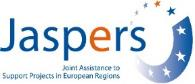 Jaspers
Joint Assistance to
Support Projects in European Regions